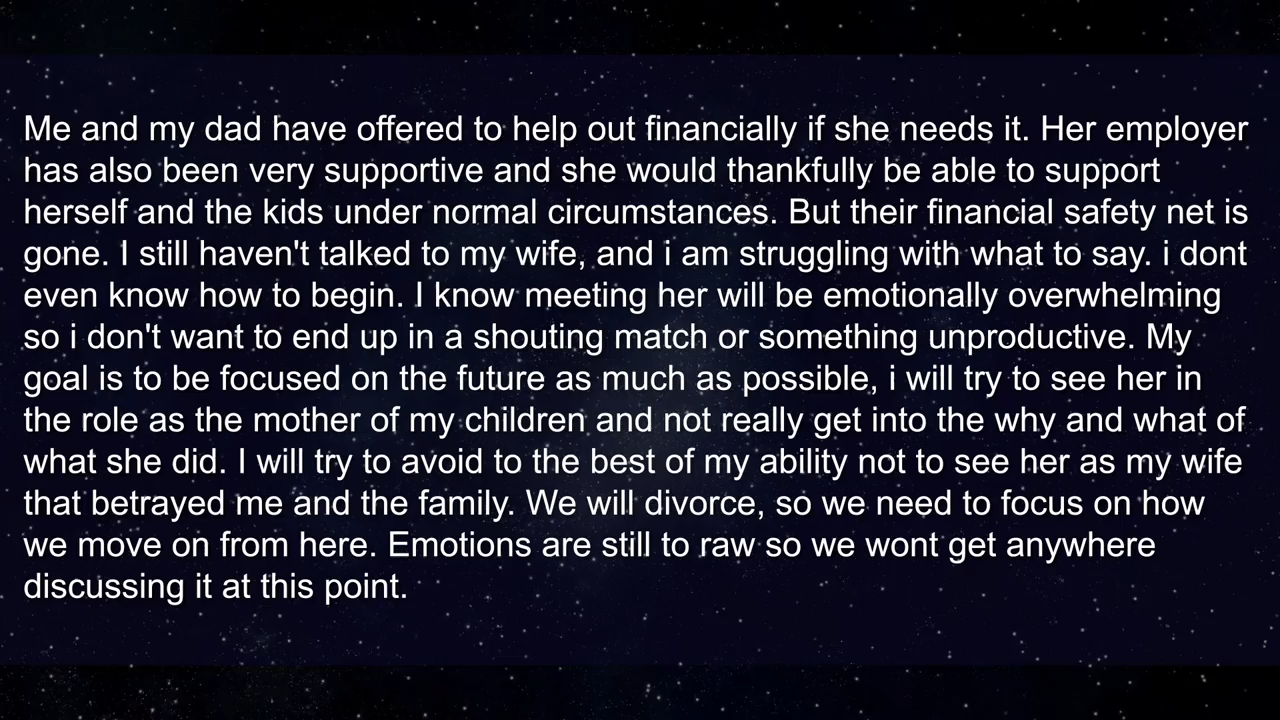 Me and my dad have offered to help out financially if she needs it. Her employer
has also been very supportive and she would thankfully be able to support
herself and the kids under normal circumstances. But their financial safety net is
gone. I still haven't talked to my wife, and i am struggling with what to say. i dont
even know how to begin. I know meeting her will be emotionally overwhelming
so i don't want to end up in a shouting match or something unproductive. My
goal is to be focused on the future as much as possible, i will try to see her in
the role as the mother of my children and not really get into the why and what of
what she did. I will try to avoid to the best of my ability not to see her as my wife
that betrayed me and the family. We will divorce, so we need to focus on how
we move on from here. Emotions are still to raw so we wont get anywhere
discussing it at this point.